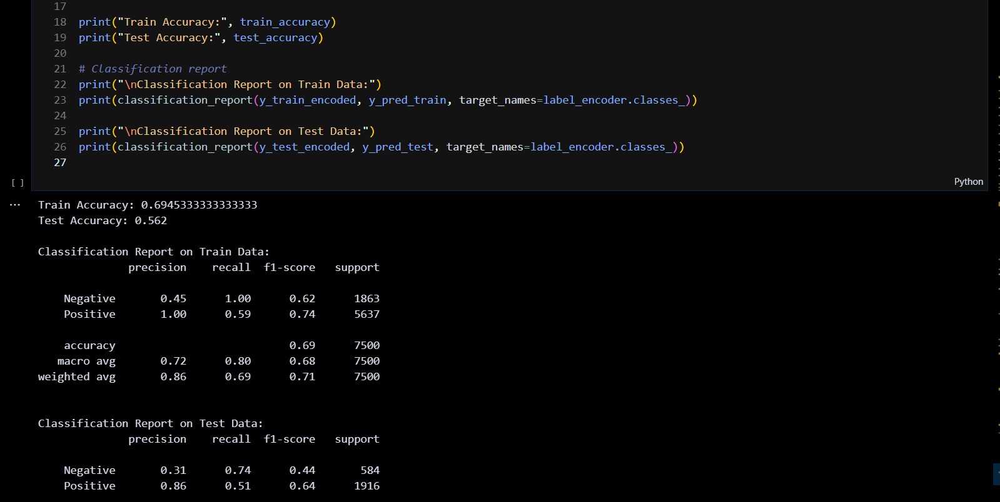 17
18 print("Train Accuracy:", train_accuracy)
19 print("Test Accuracy:", test_accuracy)
20
21 # Classification report
22 print("\nClassification Report on Train Data:")
23 print(classification_report(y_train_encoded, y_pred_train, target_names=label_encoder.classes_))
24
25 print("\nClassification Report on Test Data:")
26 print(classification_report(y_test_encoded, y_pred_test, target_names=label_encoder.classes_))
27
[ ] Python
... Train Accuracy: 0.6945333333333333
Test Accuracy: 0.562
Classification Report on Train Data:
precision recall f1-score support
Negative 0.45 1.00 0.62 1863
Positive 1.00 0.59 0.74 5637
accuracy 0.69 7500
macro avg 0.72 0.80 0.68 7500
weighted avg 0.86 0.69 0.71 7500
Classification Report on Test Data:
precision recall f1-score support
Negative 0.31 0.74 0.44 584
Positive 0.86 0.51 0.64 1916